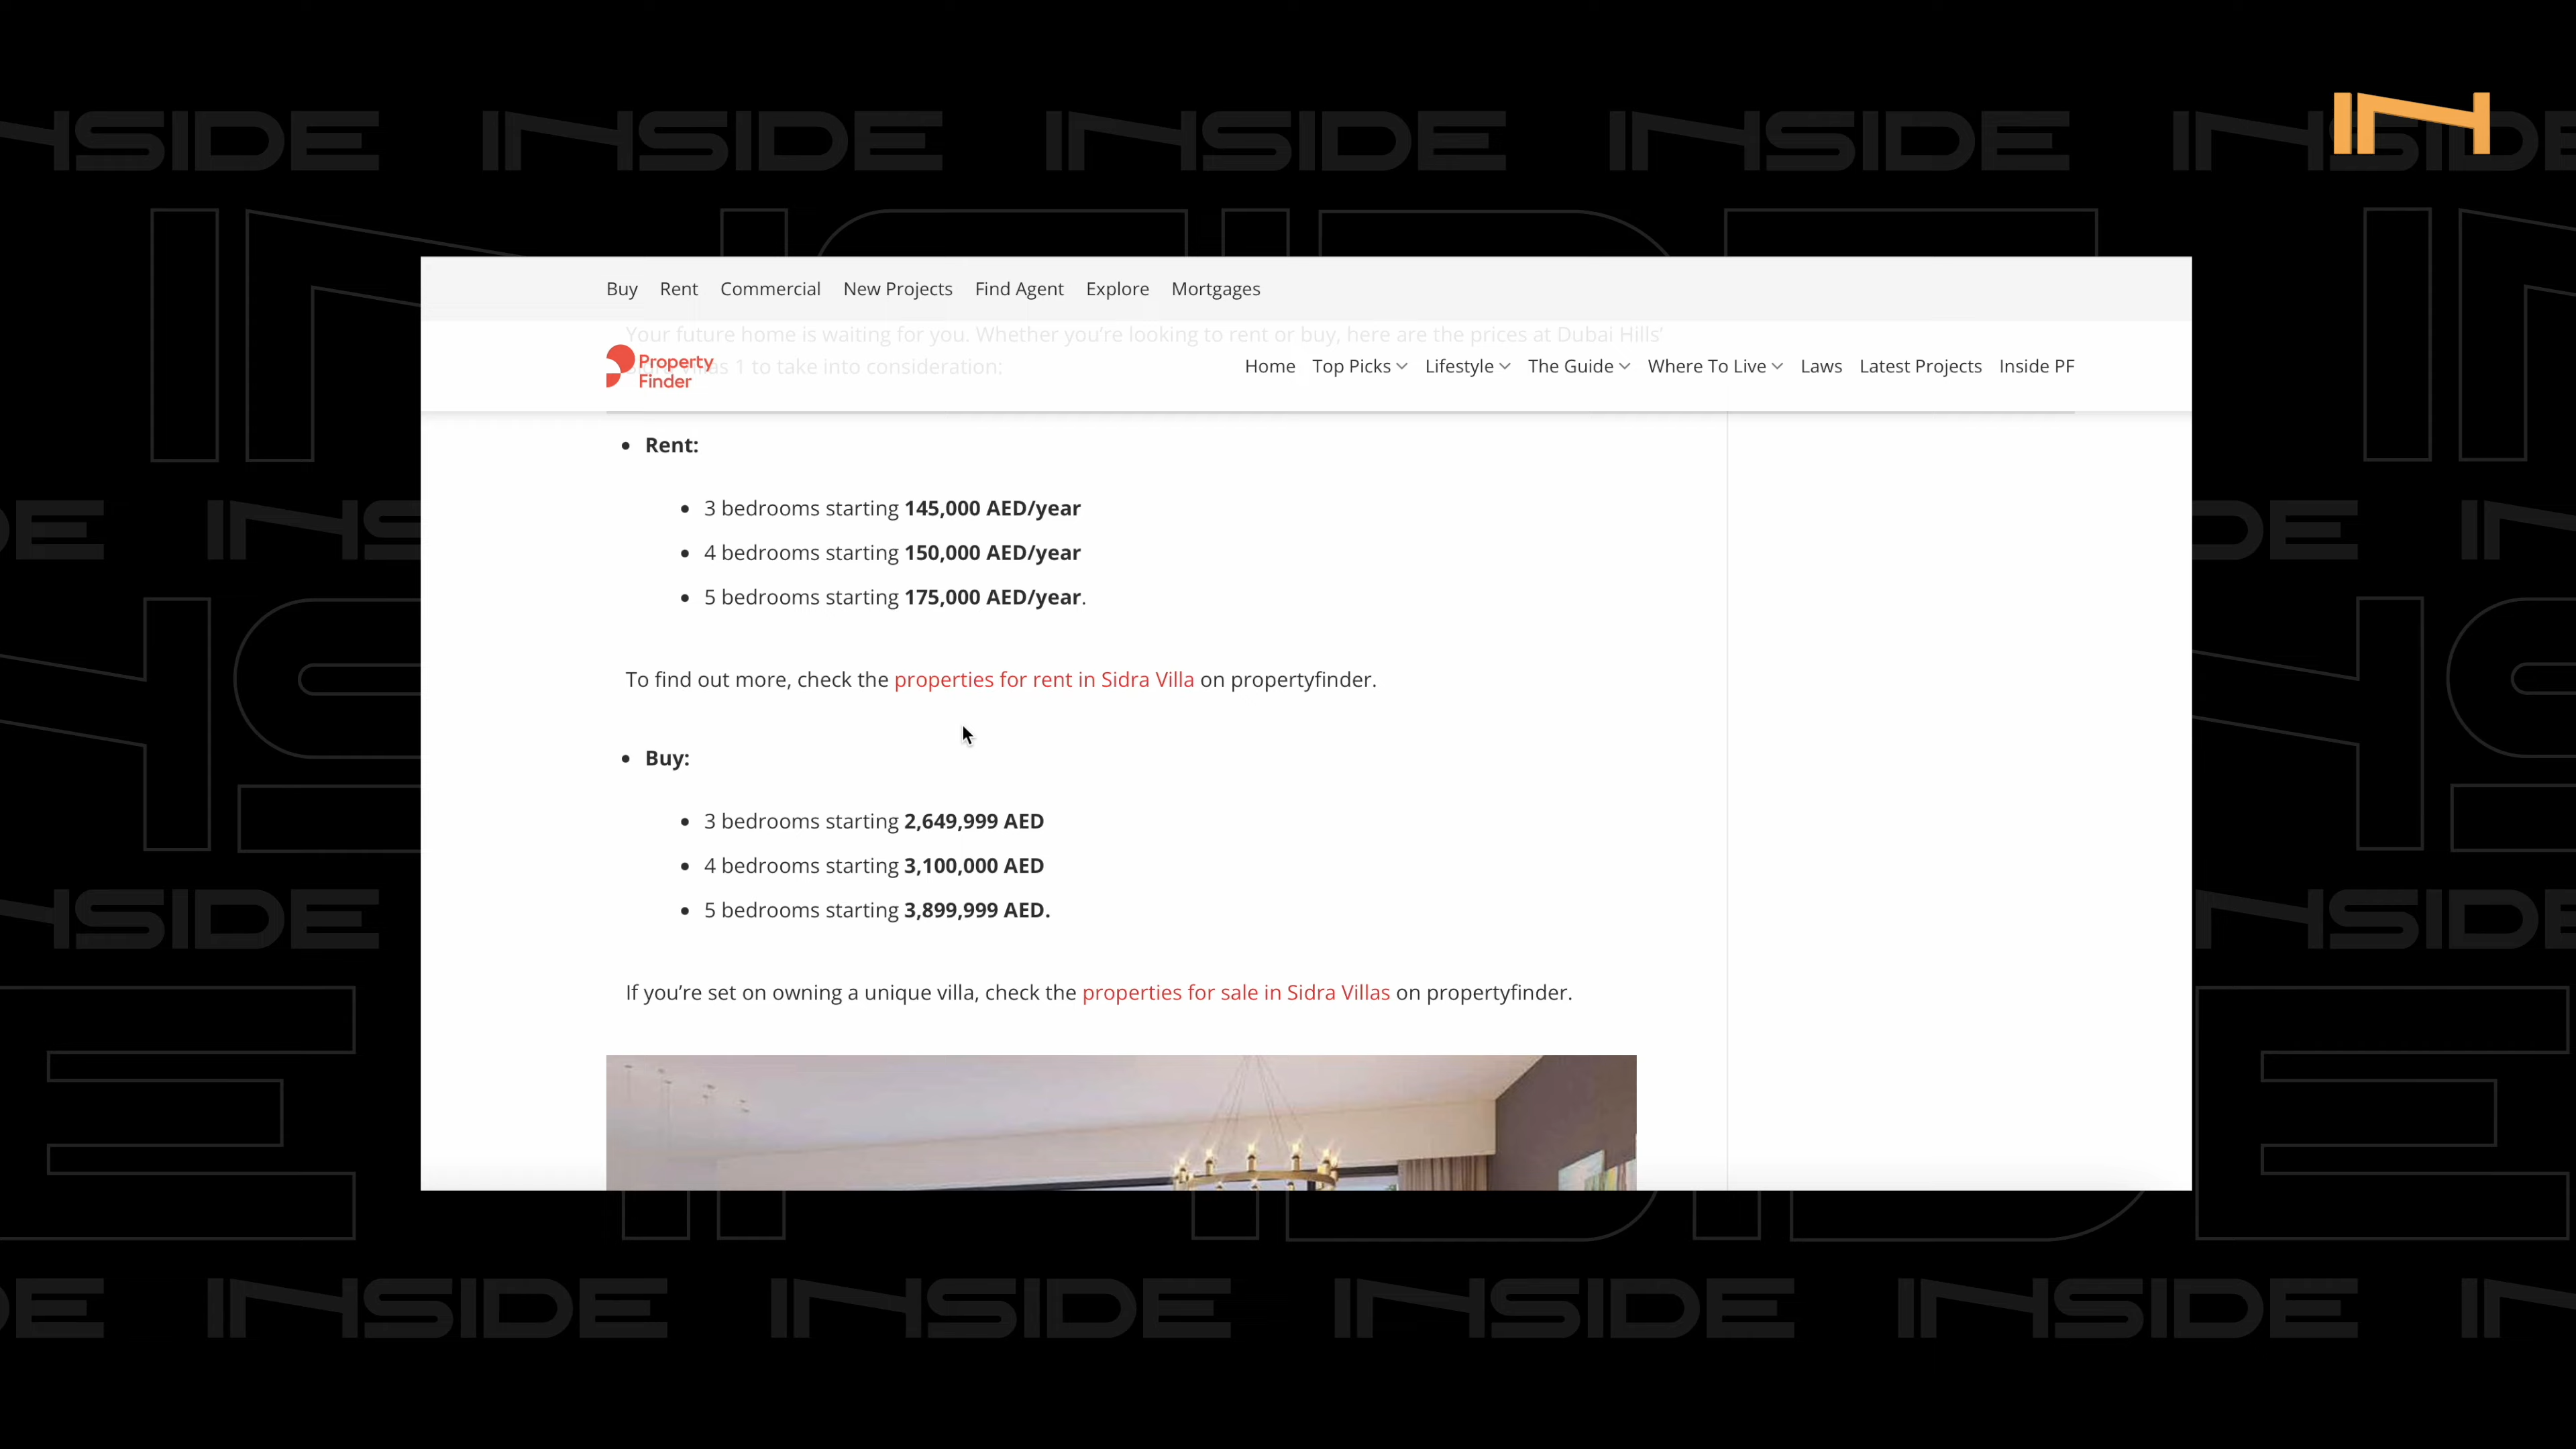 INSIDE INSIDE INSIDE INSIDE
IN
Buy Rent Commercial New Projects Find Agent Explore Mortgages
Your future home is waiting for you. Whether you're looking to rent or buy, here are the prices at Dubai Hills'
1 to take into consideration:
Property
Finder
Home Top Picks Lifestyle The Guide Where To Live Laws Latest Projects Inside PF
• Rent:
• 3 bedrooms starting 145,000 AED/year
• 4 bedrooms starting 150,000 AED/year
• 5 bedrooms starting 175,000 AED/year.
To find out more, check the properties for rent in Sidra Villa on propertyfinder.
• Buy:
• 3 bedrooms starting 2,649,999 AED
• 4 bedrooms starting 3,100,000 AED
• 5 bedrooms starting 3,899,999 AED.
If you're set on owning a unique villa, check the properties for sale in Sidra Villas on propertyfinder.
INSIDE INSIDE INSIDE INSIDE